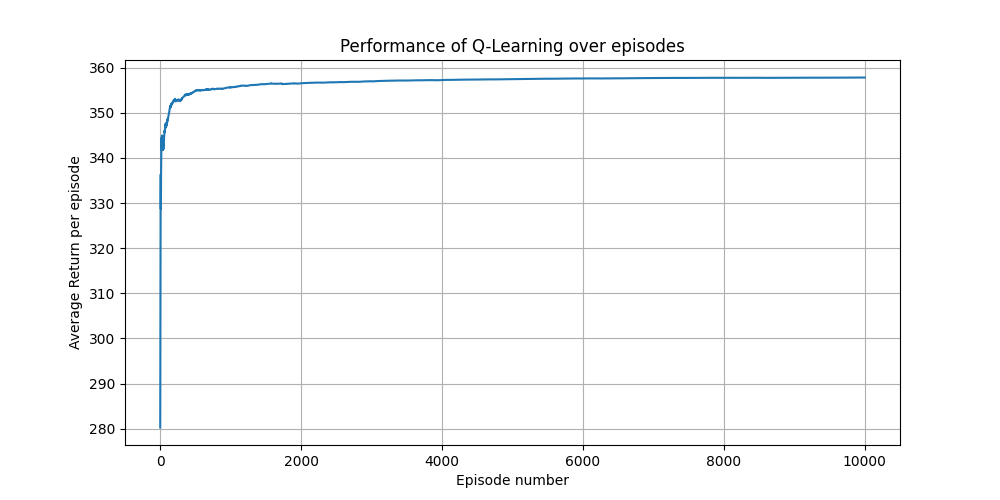 Performance of Q-Learning over episodes
360
350
340
330
320
310
300
290
280
Average Return per episode
0 2000 4000 6000 8000 10000
Episode number